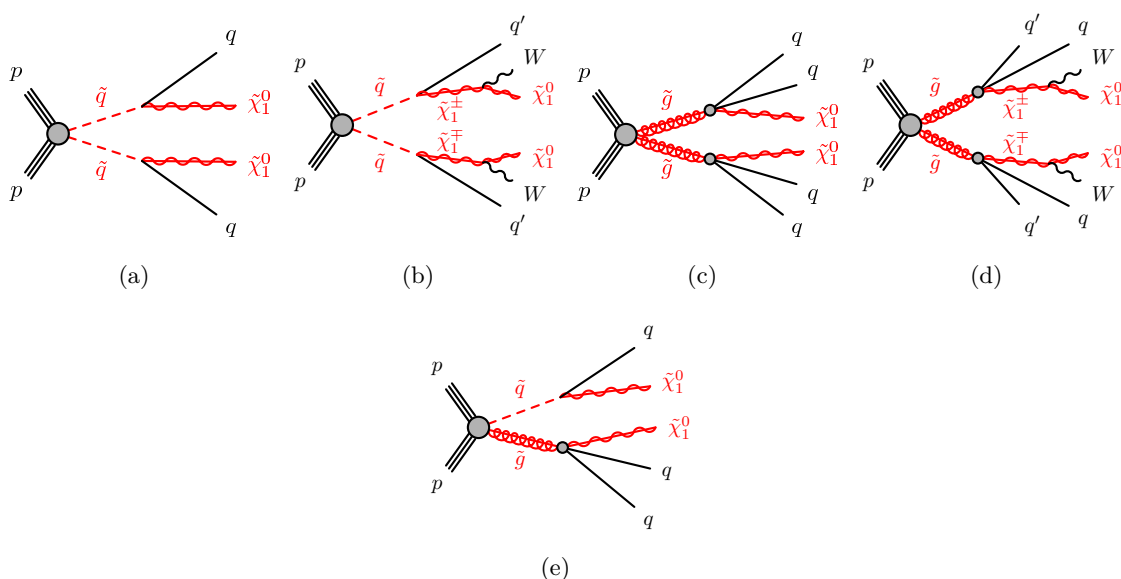 p p q̃ q̃ q χ̃₁⁰ χ̃₁⁰ q
(a)
p p q̃ q̃ q′ W χ̃₁⁰ χ̃₁± χ̃₁∓ χ̃₁⁰ W q′
(b)
p p g̃ g̃ q q χ̃₁⁰ χ̃₁⁰ q q
(c)
p p g̃ g̃ q′ q W χ̃₁⁰ χ̃₁± χ̃₁∓ χ̃₁⁰ W q′ q
(d)
p p q̃ g̃ q χ̃₁⁰ χ̃₁⁰ q q
(e)